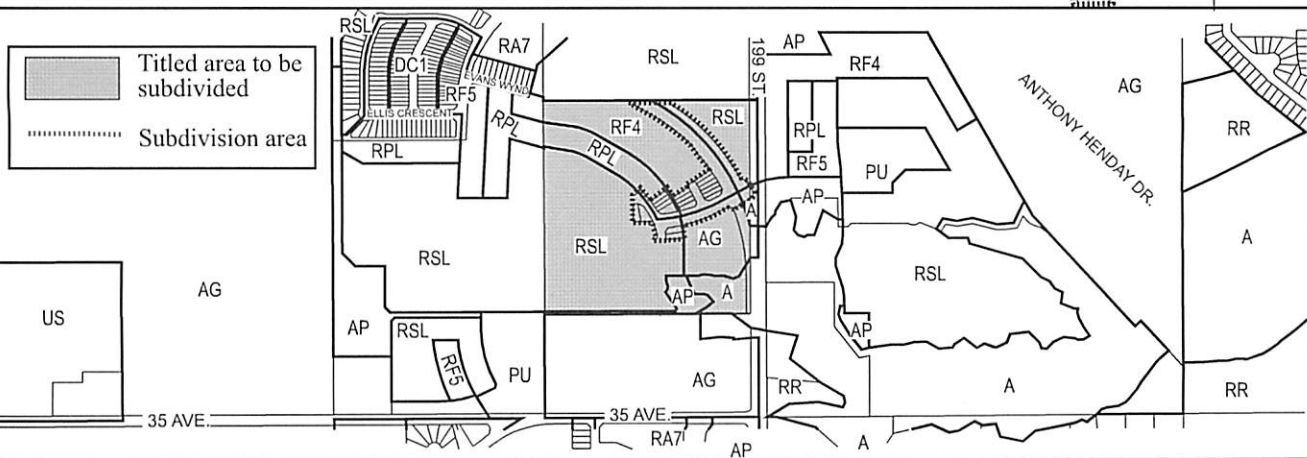 Titled area to be
subdivided
Subdivision area
RSL
DC1
RA7
EVANS WYND
RF5
ELLIS CRESCENT
RPL
RSL
199 ST.
AP
RF4
AG
ANTHONY HENDAY DR.
RR
RF4
RSL
RPL
RPL
RF5
PU
AP
A
A
RSL
AG
RSL
RSL
AG
US
AP
A
AP
RSL
RF5
PU
AG
RR
AP
A
RR
35 AVE.
35 AVE.
RA7
AP
A